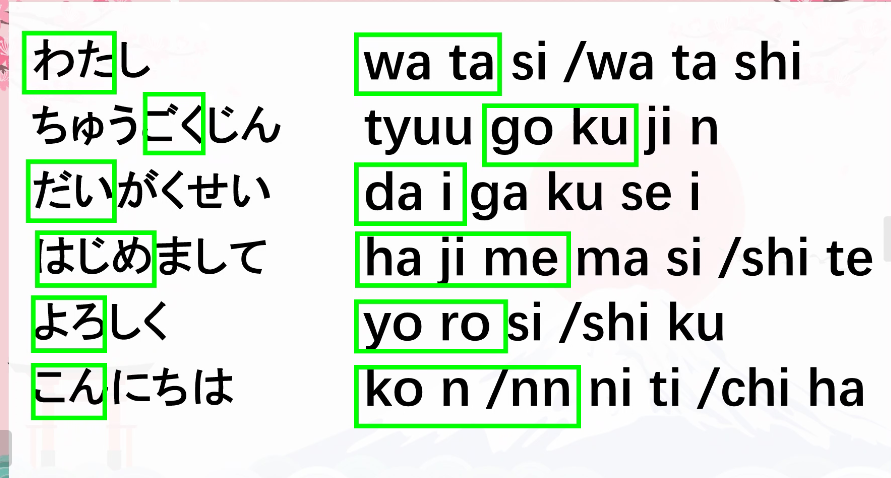 わたし wa ta si /wa ta shi
ちゅうごくじん tyuu go ku ji n
だいがくせい da i ga ku se i
はじめまして ha ji me ma si /shi te
よろしく yo ro si /shi ku
こんにちは ko n /nn ni ti /chi ha